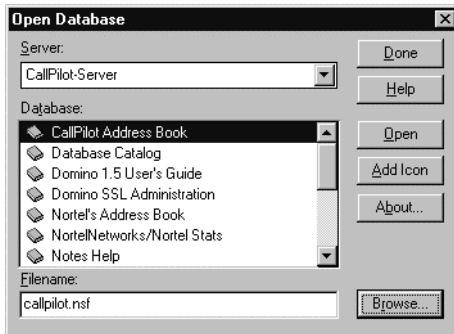 Open Database
Server:
CallPilot-Server
Database:
CallPilot Address Book
Database Catalog
Domino 1.5 User's Guide
Domino SSL Administration
Nortel's Address Book
NortelNetworks/Nortel Stats
Notes Help
Filename:
callpilot.nsf
Done
Help
Open
Add Icon
About...
Browse...